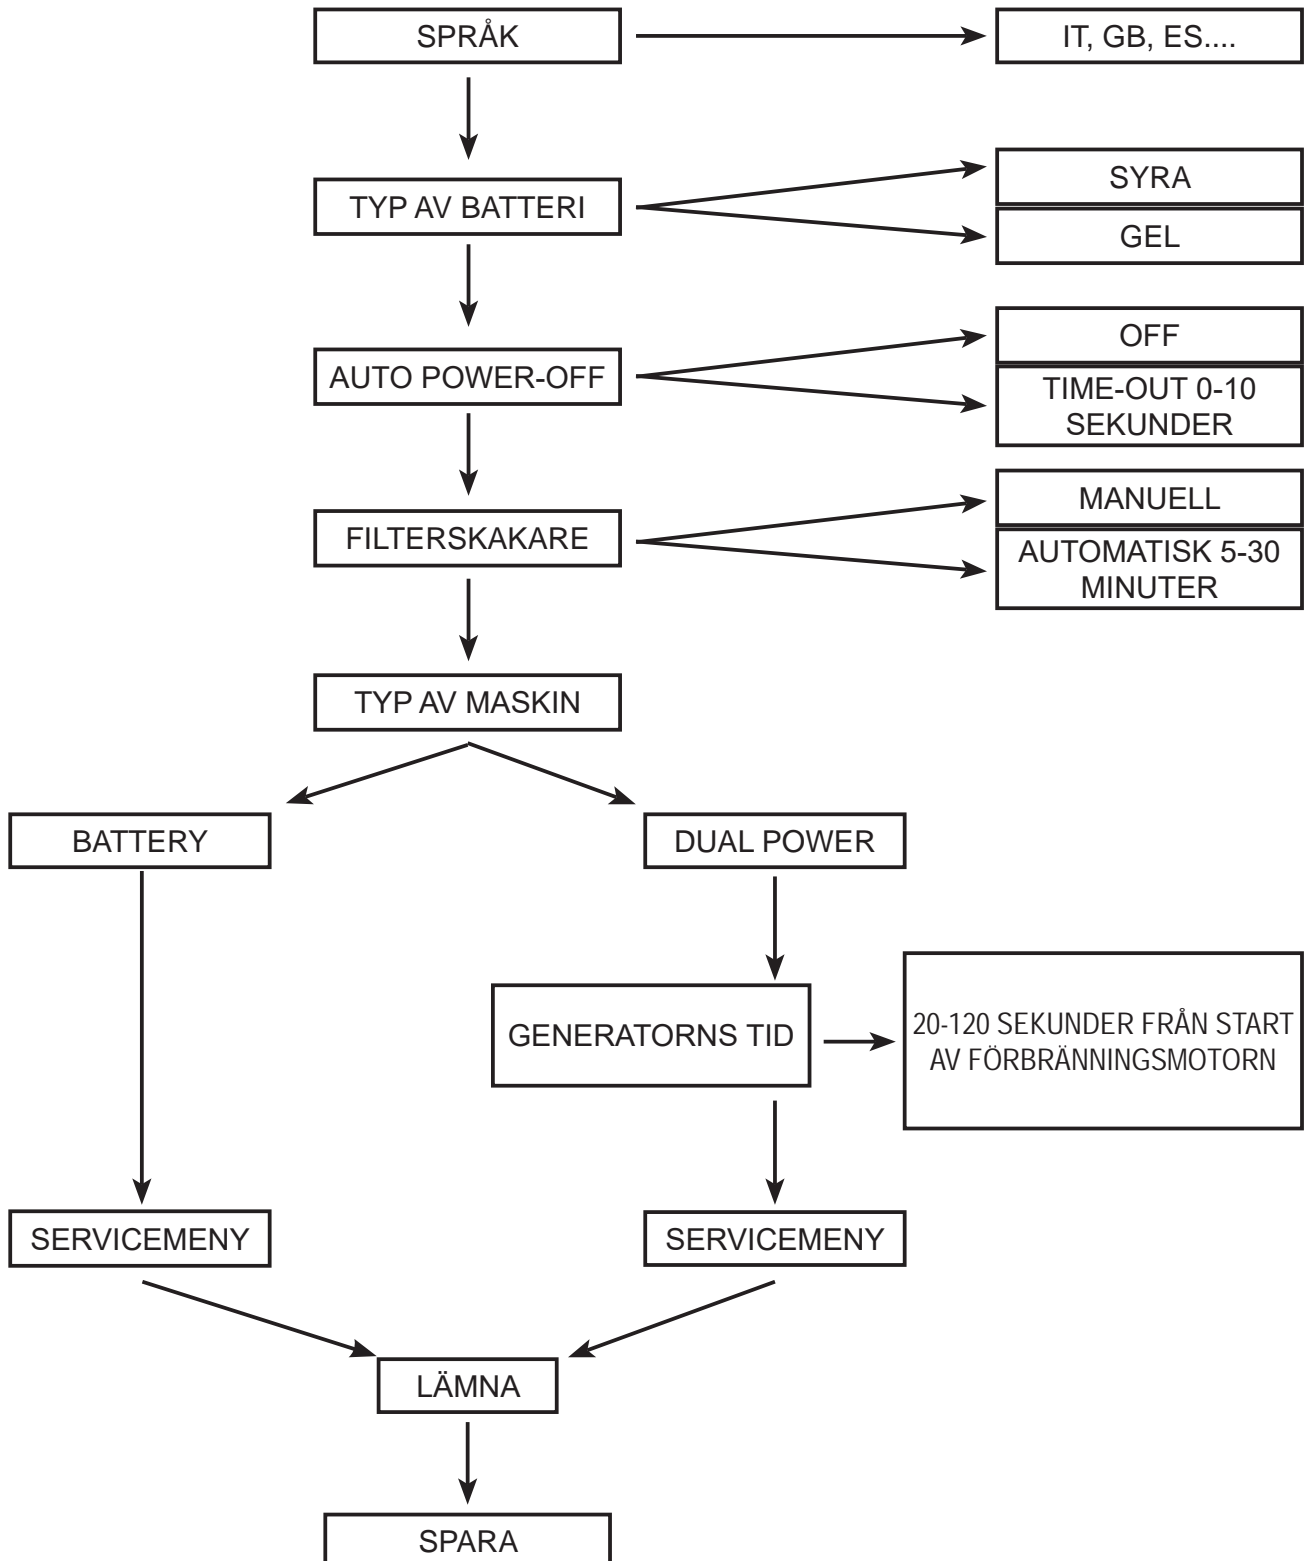 SPRÅK
IT, GB, ES....
TYP AV BATTERI
SYRA
GEL
AUTO POWER-OFF
OFF
TIME-OUT 0-10
SEKUNDER
FILTERSKAKARE
MANUELL
AUTOMATISK 5-30
MINUTER
TYP AV MASKIN
BATTERY
DUAL POWER
GENERATORNS TID
20-120 SEKUNDER FRÅN START
AV FÖRBRÄNNINGSMOTORN
SERVICEMENY
SERVICEMENY
LÄMNA
SPARA